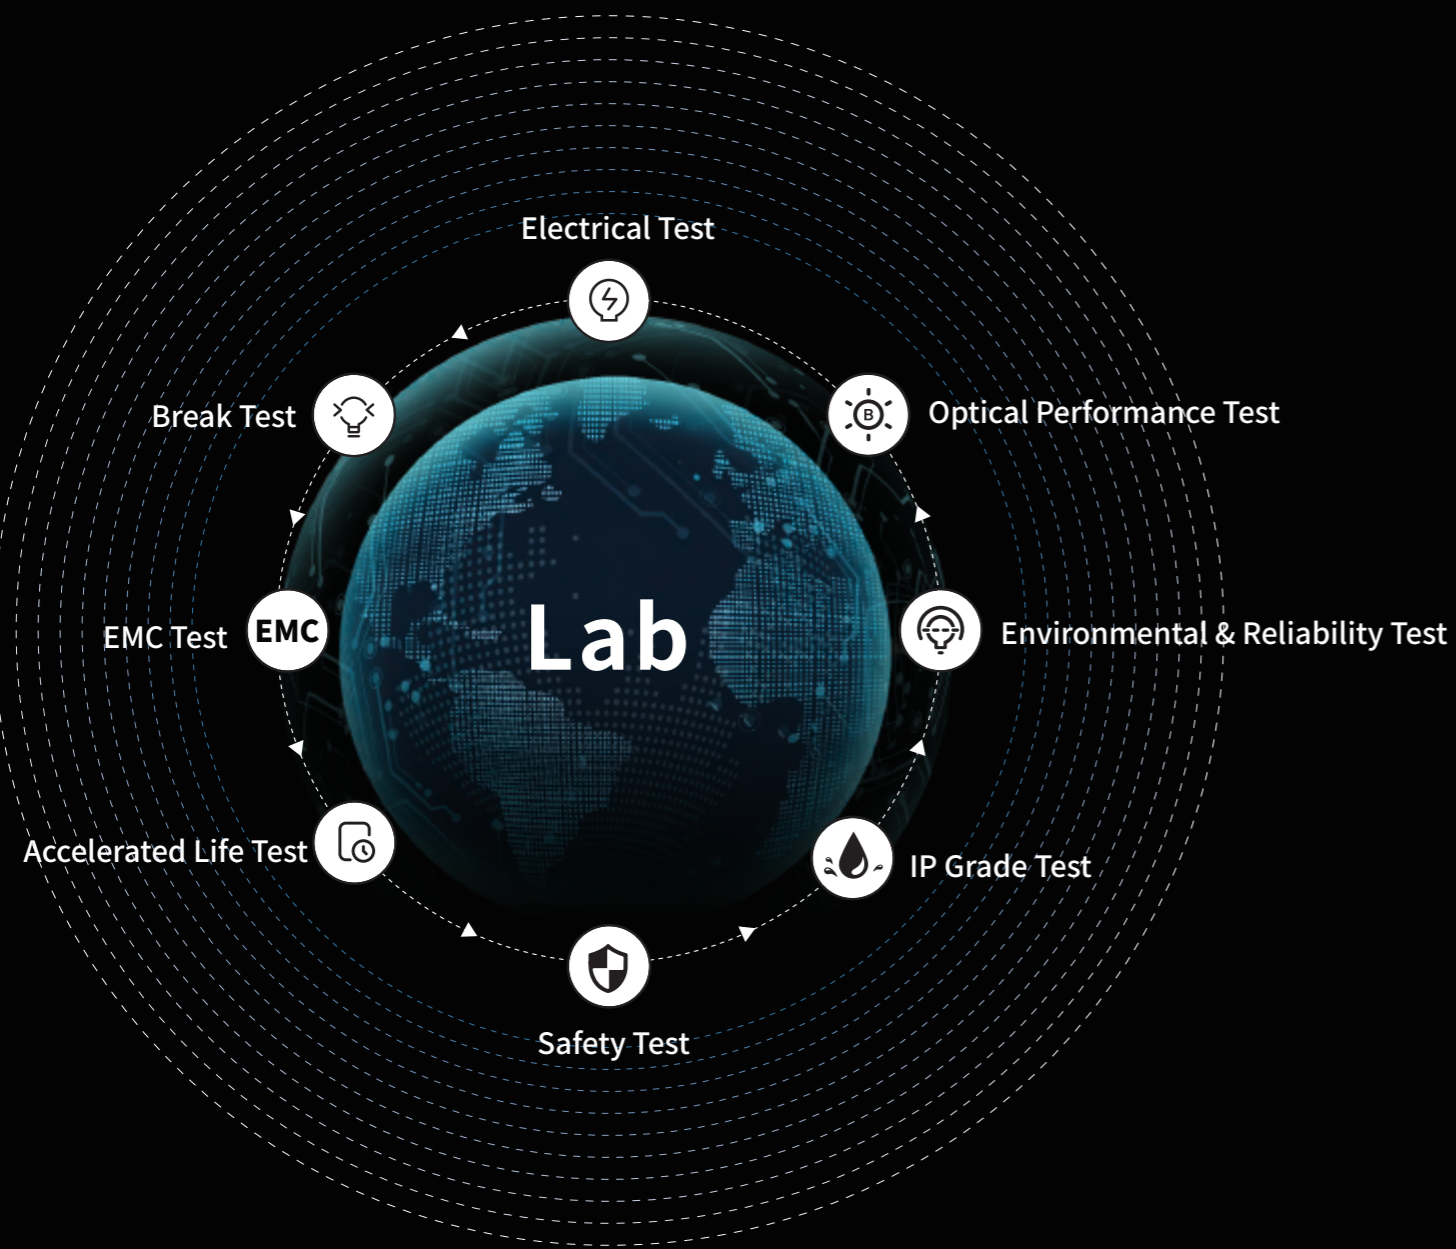 Electrical Test
Break Test
B
Optical Performance Test
EMC Test
EMC
Lab
Environmental & Reliability Test
Accelerated Life Test
IP Grade Test
Safety Test